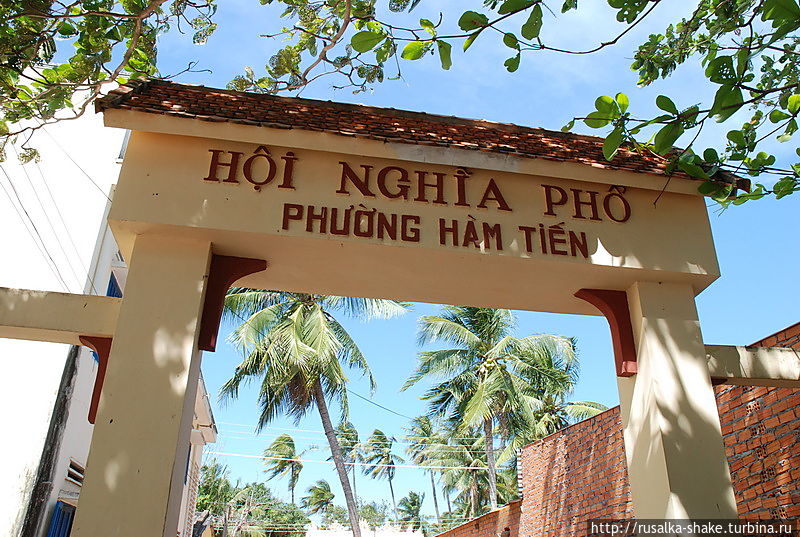 HỘI NGHĨA PHỐ
PHƯỜNG HÀM TIẾN
http://rusalka-shake.turbina.ru/